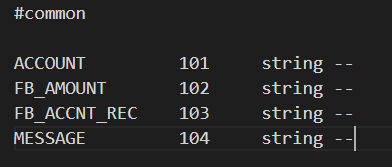 #common
ACCOUNT 101 string --
FB_AMOUNT 102 string --
FB_ACCNT_REC 103 string --
MESSAGE 104 string --